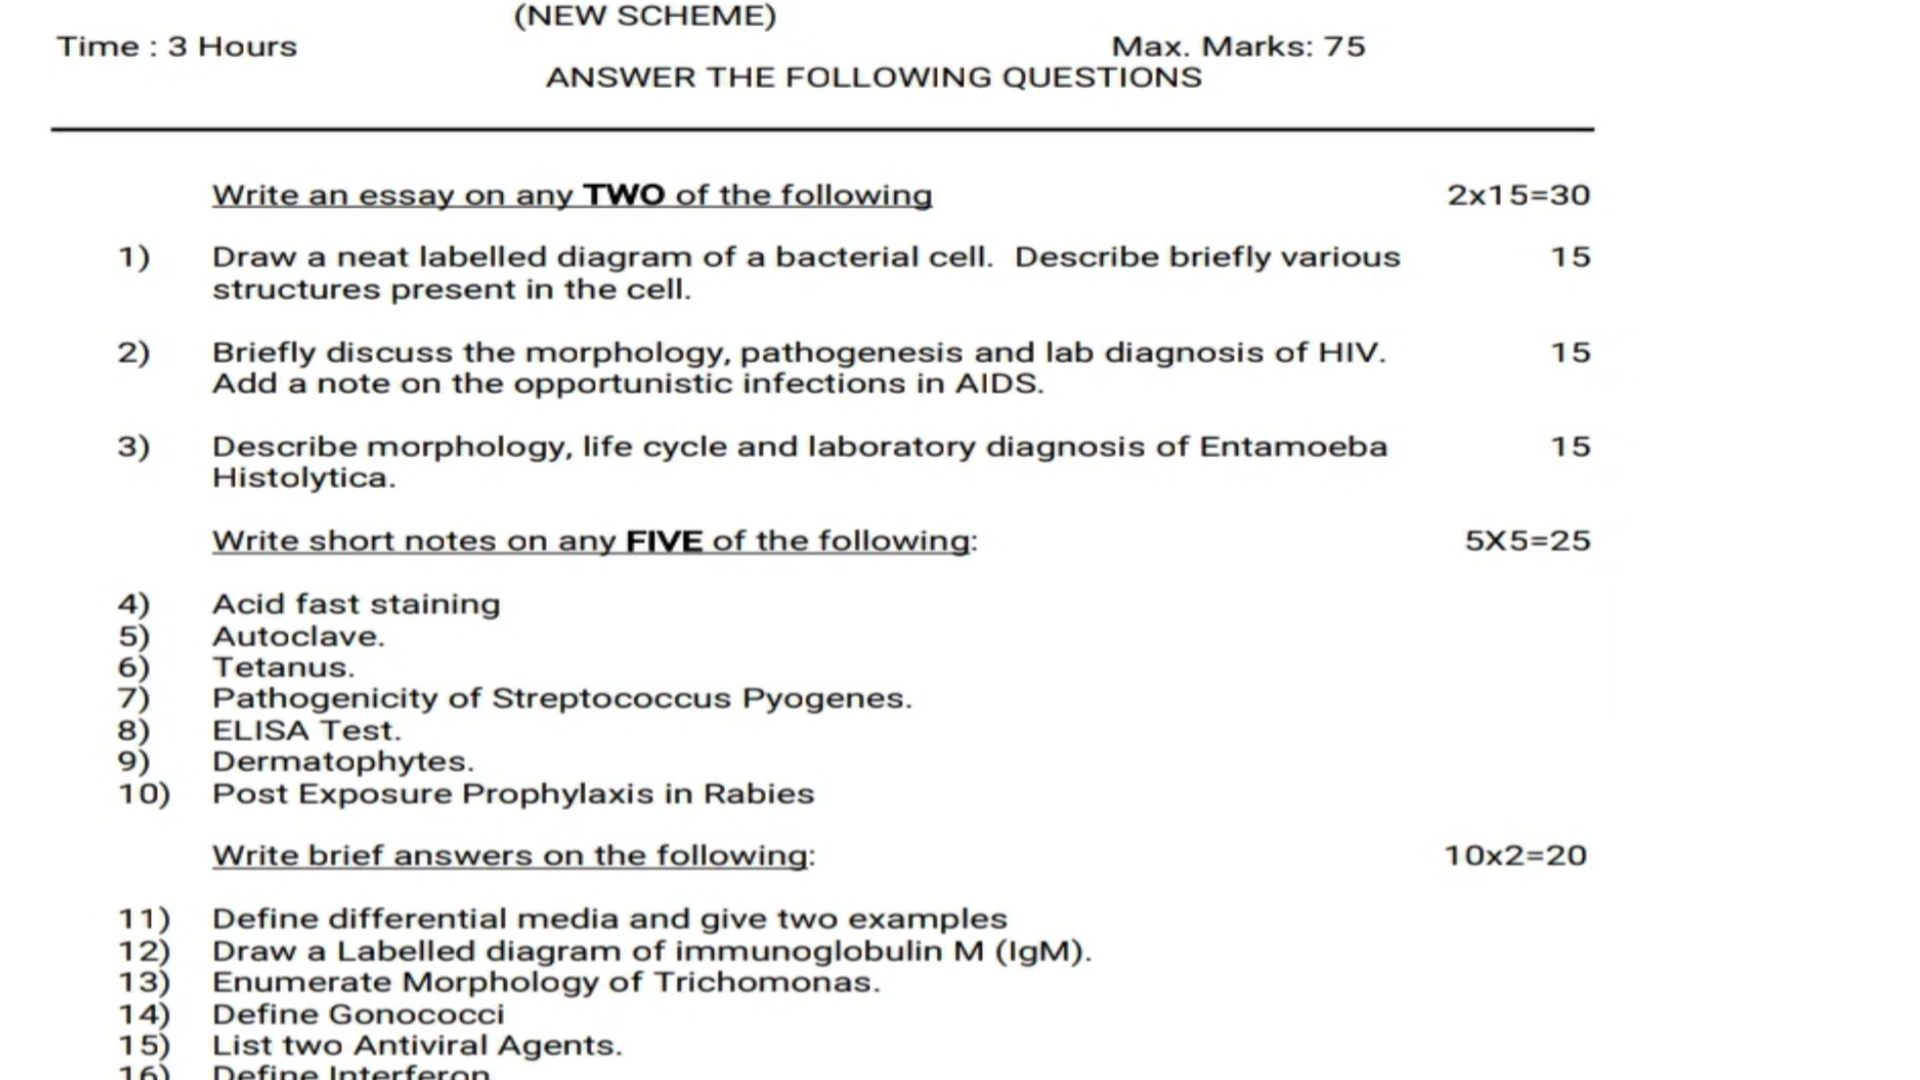 (NEW SCHEME)
Time : 3 Hours Max. Marks: 75
ANSWER THE FOLLOWING QUESTIONS
Write an essay on any TWO of the following 2x15=30
1) Draw a neat labelled diagram of a bacterial cell. Describe briefly various 15
structures present in the cell.
2) Briefly discuss the morphology, pathogenesis and lab diagnosis of HIV. 15
Add a note on the opportunistic infections in AIDS.
3) Describe morphology, life cycle and laboratory diagnosis of Entamoeba 15
Histolytica.
Write short notes on any FIVE of the following: 5X5=25
4) Acid fast staining
5) Autoclave.
6) Tetanus.
7) Pathogenicity of Streptococcus Pyogenes.
8) ELISA Test.
9) Dermatophytes.
10) Post Exposure Prophylaxis in Rabies
Write brief answers on the following: 10x2=20
11) Define differential media and give two examples
12) Draw a Labelled diagram of immunoglobulin M (IgM).
13) Enumerate Morphology of Trichomonas.
14) Define Gonococci
15) List two Antiviral Agents.
16) Define Interferon